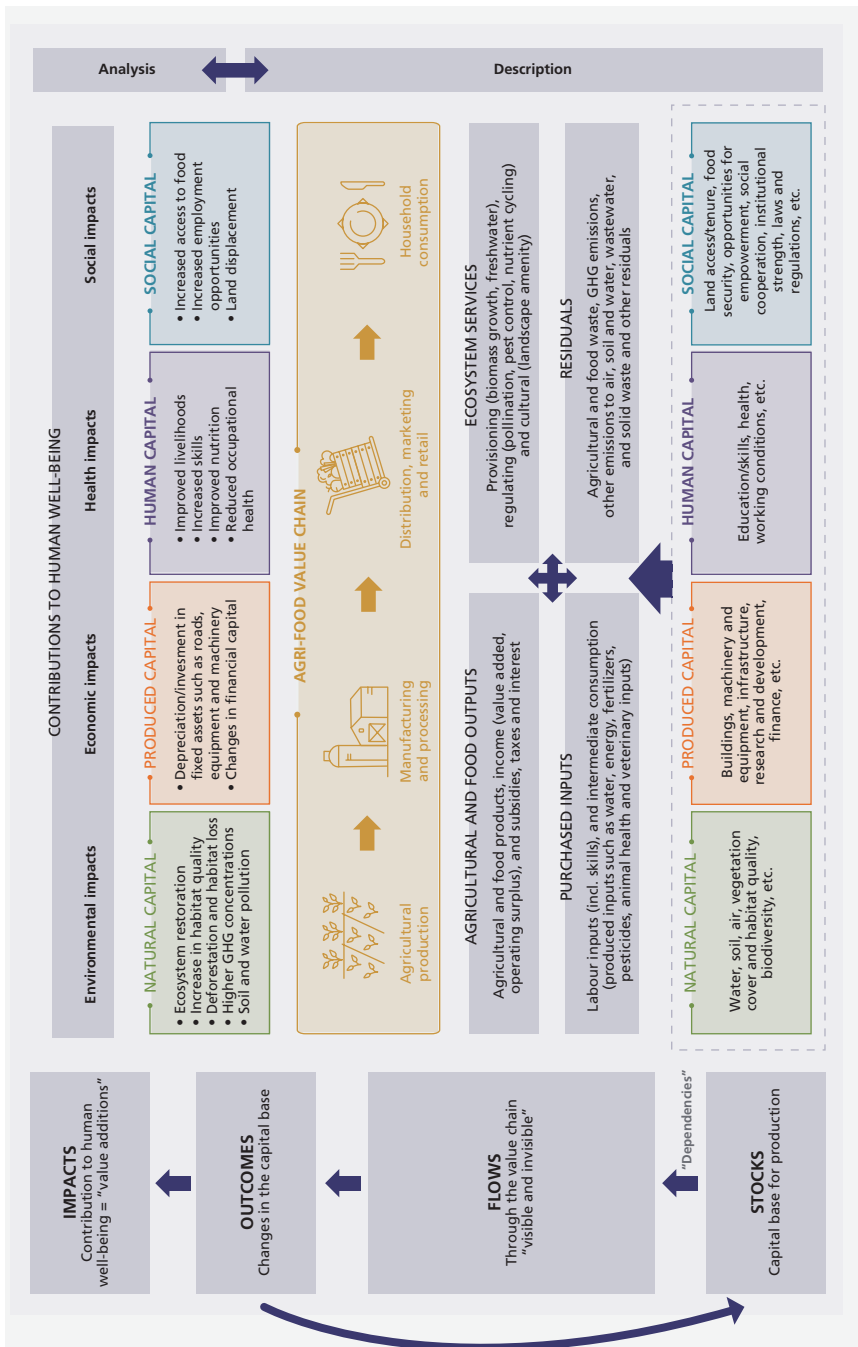 Analysis
Description
CONTRIBUTIONS TO HUMAN WELL-BEING
Environmental impacts
Economic impacts
Health impacts
Social impacts
NATURAL CAPITAL
• Ecosystem restoration
• Increase in habitat quality
• Deforestation and habitat loss
• Higher GHG concentrations
• Soil and water pollution
PRODUCED CAPITAL
• Depreciation/invesment in
fixed assets such as roads,
equipment and machinery
• Changes in financial capital
HUMAN CAPITAL
• Improved livelihoods
• Increased skills
• Improved nutrition
• Reduced occupational
health
SOCIAL CAPITAL
• Increased access to food
• Increased employment
opportunities
• Land displacement
AGRI-FOOD VALUE CHAIN
Agricultural
production
Manufacturing
and processing
Distribution, marketing
and retail
Household
consumption
AGRICULTURAL AND FOOD OUTPUTS
Agricultural and food products, income (value added,
operating surplus), and subsidies, taxes and interest
ECOSYSTEM SERVICES
Provisioning (biomass growth, freshwater),
regulating (pollination, pest control, nutrient cycling)
and cultural (landscape amenity)
PURCHASED INPUTS
Labour inputs (incl. skills), and intermediate consumption
(produced inputs such as water, energy, fertilizers,
pesticides, animal health and veterinary inputs)
RESIDUALS
Agricultural and food waste, GHG emissions,
other emissions to air, soil and water, wastewater,
and solid waste and other residuals
NATURAL CAPITAL
Water, soil, air, vegetation
cover and habitat quality,
biodiversity, etc.
PRODUCED CAPITAL
Buildings, machinery and
equipment, infrastructure,
research and development,
finance, etc.
HUMAN CAPITAL
Education/skills, health,
working conditions, etc.
SOCIAL CAPITAL
Land access/tenure, food
security, opportunities for
empowerment, social
cooperation, institutional
strength, laws and
regulations, etc.
IMPACTS
Contribution to human
well-being = “value additions”
OUTCOMES
Changes in the capital base
FLOWS
Through the value chain
“visible and invisible”
“Dependencies”
STOCKS
Capital base for production